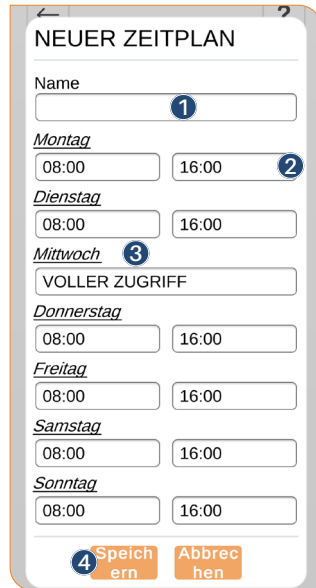 ?
NEUER ZEITPLAN
Name
1
Montag
08:00 16:00 2
Dienstag
08:00 16:00
Mittwoch 3
VOLLER ZUGRIFF
Donnerstag
08:00 16:00
Freitag
08:00 16:00
Samstag
08:00 16:00
Sonntag
08:00 16:00
4 Speich Abbrec
ern hen